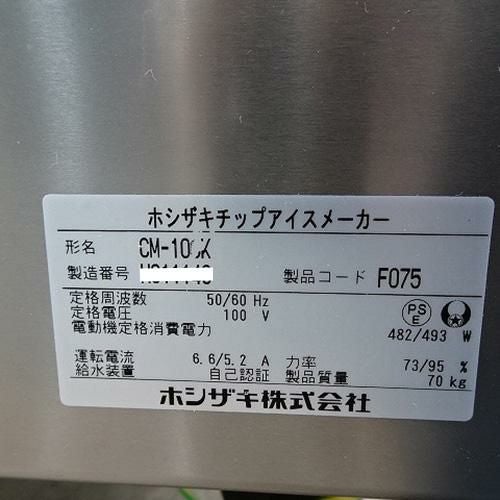 ホシザキチップアイスメーカー
形名 CM-100K
製造番号
製品コード F075
定格周波数 50/60 Hz
定格電圧 100 V
PS
E
電動機定格消費電力 482/493 W
運転電流 6.6/5.2 A 力率 73/95 %
給水装置 自己認証 製品質量 70 kg
ホシザキ株式会社